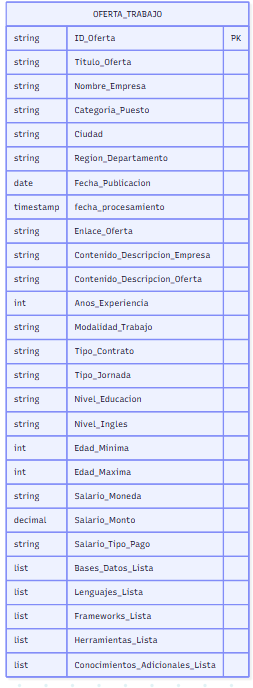 OFERTA_TRABAJO
string ID_Oferta PK
string Titulo_Oferta
string Nombre_Empresa
string Categoria_Puesto
string Ciudad
string Region_Departamento
date Fecha_Publicacion
timestamp fecha_procesamiento
string Enlace_Oferta
string Contenido_Descripcion_Empresa
string Contenido_Descripcion_Oferta
int Anos_Experiencia
string Modalidad_Trabajo
string Tipo_Contrato
string Tipo_Jornada
string Nivel_Educacion
string Nivel_Ingles
int Edad_Minima
int Edad_Maxima
string Salario_Moneda
decimal Salario_Monto
string Salario_Tipo_Pago
list Bases_Datos_Lista
list Lenguajes_Lista
list Frameworks_Lista
list Herramientas_Lista
list Conocimientos_Adicionales_Lista